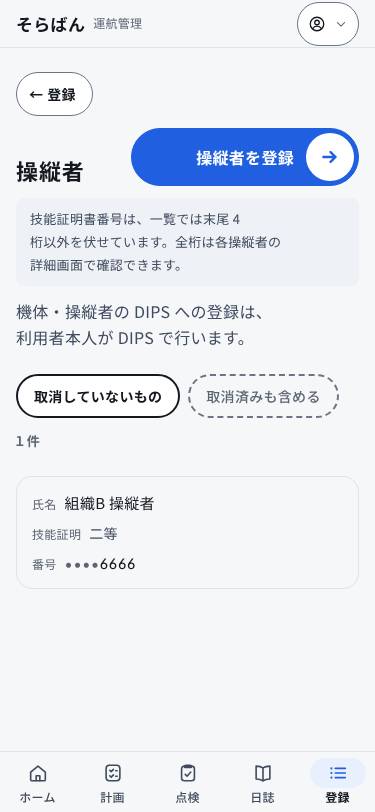 そらばん 運航管理
← 登録
操縦者
操縦者を登録
技能証明書番号は、一覧では末尾 4
桁以外を伏せています。全桁は各操縦者の
詳細画面で確認できます。
機体・操縦者の DIPS への登録は、
利用者本人が DIPS で行います。
取消していないもの 取消済みも含める
1 件
氏名 組織B 操縦者
技能証明 二等
番号 ●●●●6666
ホーム 計画 点検 日誌 登録